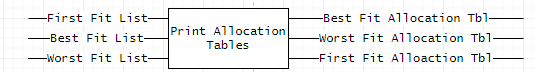 First Fit List
Best Fit List
Worst Fit List
Print Allocation
Tables
Best Fit Allocation Tbl
Worst Fit Allocation Tbl
First Fit Alloaction Tbl